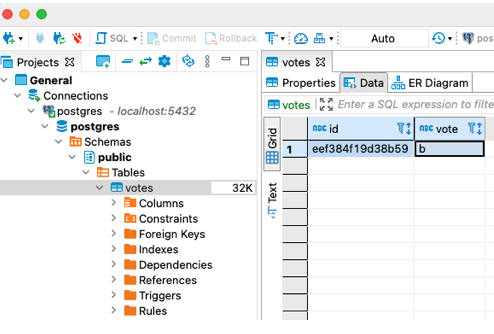 SQL
Commit
Rollback
T
Auto
pos
Projects
General
Connections
postgres - localhost:5432
postgres
Schemas
public
Tables
votes 32K
Columns
Constraints
Foreign Keys
Indexes
Dependencies
References
Triggers
Rules
votes
Properties Data ER Diagram
votes Enter a SQL expression to filte
Grid
Text
ABC id ABC vote
1 eef384f19d38b59 b